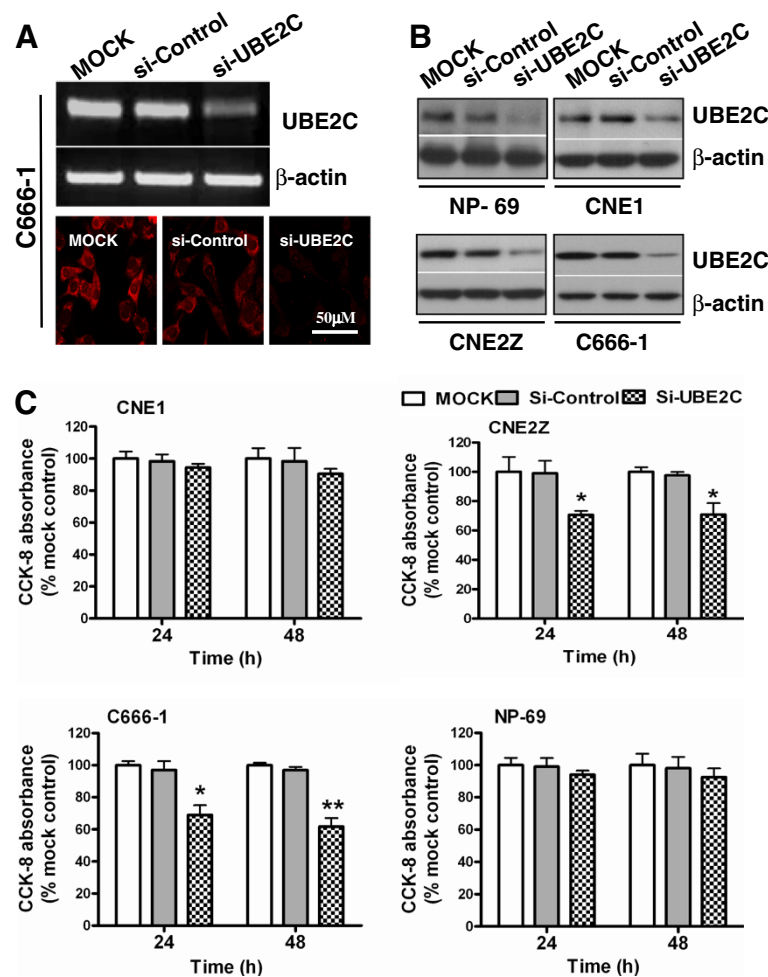 A
MOCK
si-Control
si-UBE2C
C666-1
UBE2C
β-actin
MOCK
si-Control
si-UBE2C
50µM
B
MOCK
si-Control
si-UBE2C
MOCK
si-Control
si-UBE2C
UBE2C
β-actin
NP- 69
CNE1
UBE2C
β-actin
CNE2Z
C666-1
C
MOCK Si-Control Si-UBE2C
CNE1
CCK-8 absorbance
(% mock control)
120
100
80
60
40
20
0
24 48
Time (h)
CNE2Z
CCK-8 absorbance
(% mock control)
120
100
80
60
40
20
0
* *
24 48
Time (h)
C666-1
CCK-8 absorbance
(% mock control)
120
100
80
60
40
20
0
* **
24 48
Time (h)
NP-69
CCK-8 absorbance
(% mock control)
120
100
80
60
40
20
0
24 48
Time (h)